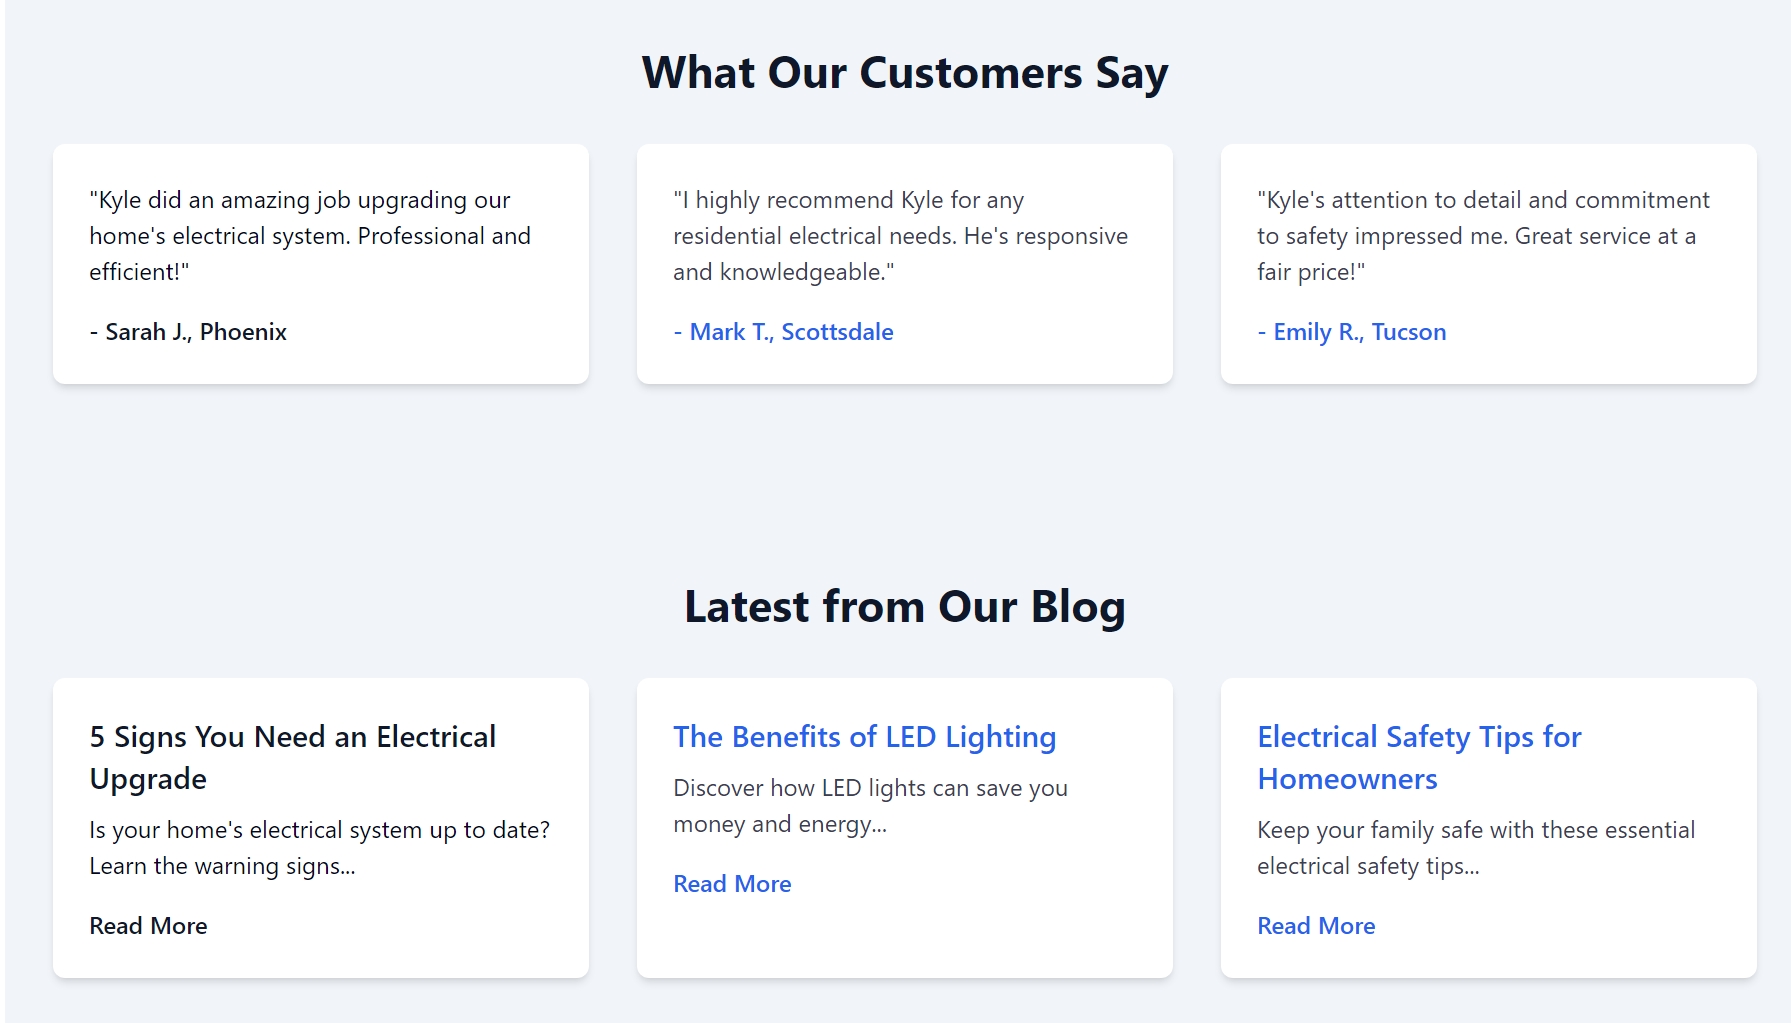 What Our Customers Say
"Kyle did an amazing job upgrading our
home's electrical system. Professional and
efficient!"
- Sarah J., Phoenix
"I highly recommend Kyle for any
residential electrical needs. He's responsive
and knowledgeable."
- Mark T., Scottsdale
"Kyle's attention to detail and commitment
to safety impressed me. Great service at a
fair price!"
- Emily R., Tucson
Latest from Our Blog
5 Signs You Need an Electrical
Upgrade
Is your home's electrical system up to date?
Learn the warning signs...
Read More
The Benefits of LED Lighting
Discover how LED lights can save you
money and energy...
Read More
Electrical Safety Tips for
Homeowners
Keep your family safe with these essential
electrical safety tips...
Read More